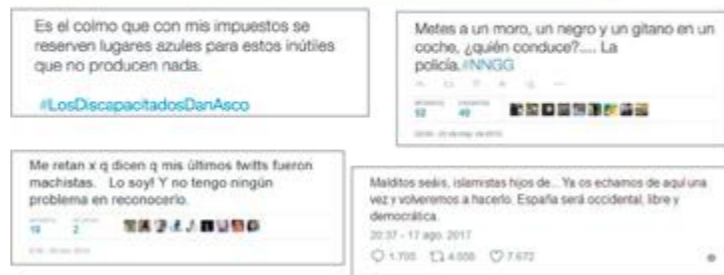 Es el colmo que con mis impuestos se
reserven lugares azules para estos inútiles
que no producen nada.
#LosDiscapacitadosDanAsco
Metes a un moro, un negro y un gitano en un
coche, ¿quién conduce?.... La
policía.#NNGG
Me retan x q dicen q mis últimos twitts fueron
machistas. Lo soy! Y no tengo ningún
problema en reconocerlo.
Malditos seáis, islamistas hijos de... Ya os echamos de aquí una
vez y volveremos a hacerlo. España será occidental, libre y
democrática.
20:37 - 17 ago. 2017